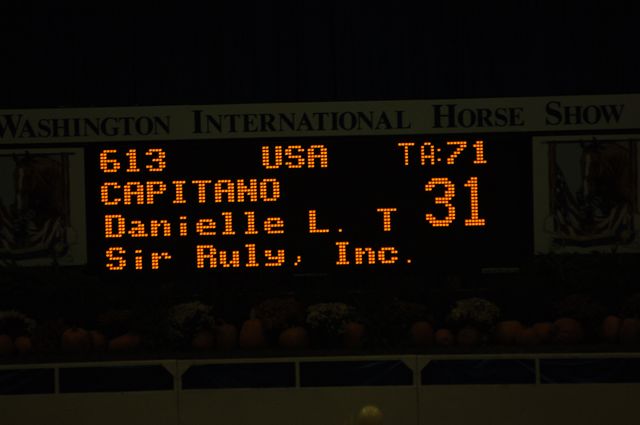 WASHINGTON INTERNATIONAL HORSE SHOW
613 USA TA:71
CAPITANO 31
Danielle L. T
Sir Ruly, Inc.